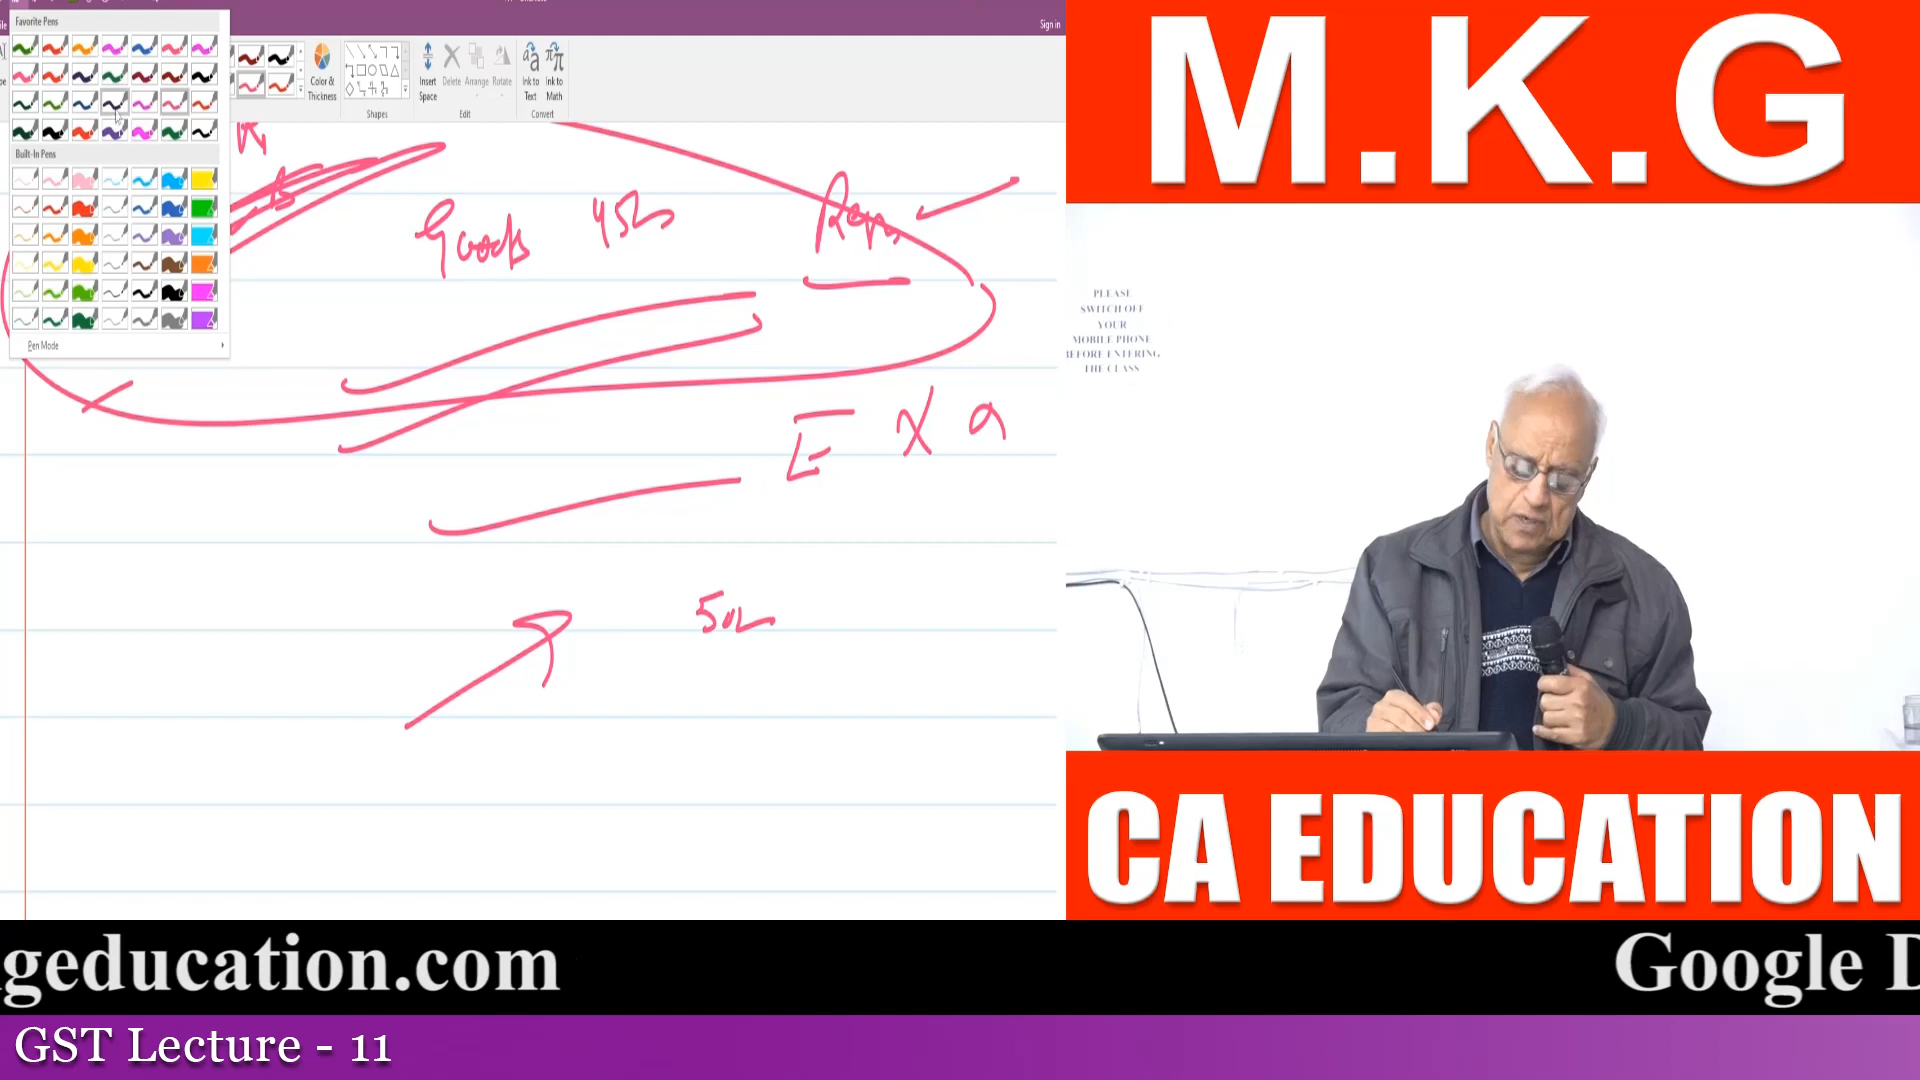 Favorite Pens
Built-In Pens
Pen Mode
Sign in
Color &
Thickness
Shapes
Insert
Space
Delete
Arrange
Rotate
Edit
Ink to
Text
Ink to
Math
Convert
Goods 45L
E X
50L
M.K.G
PLEASE
SWITCH OFF
YOUR
MOBILE PHONE
BEFORE ENTERING
THE CLASS
CA EDUCATION
geducation.com
Google D
GST Lecture - 11